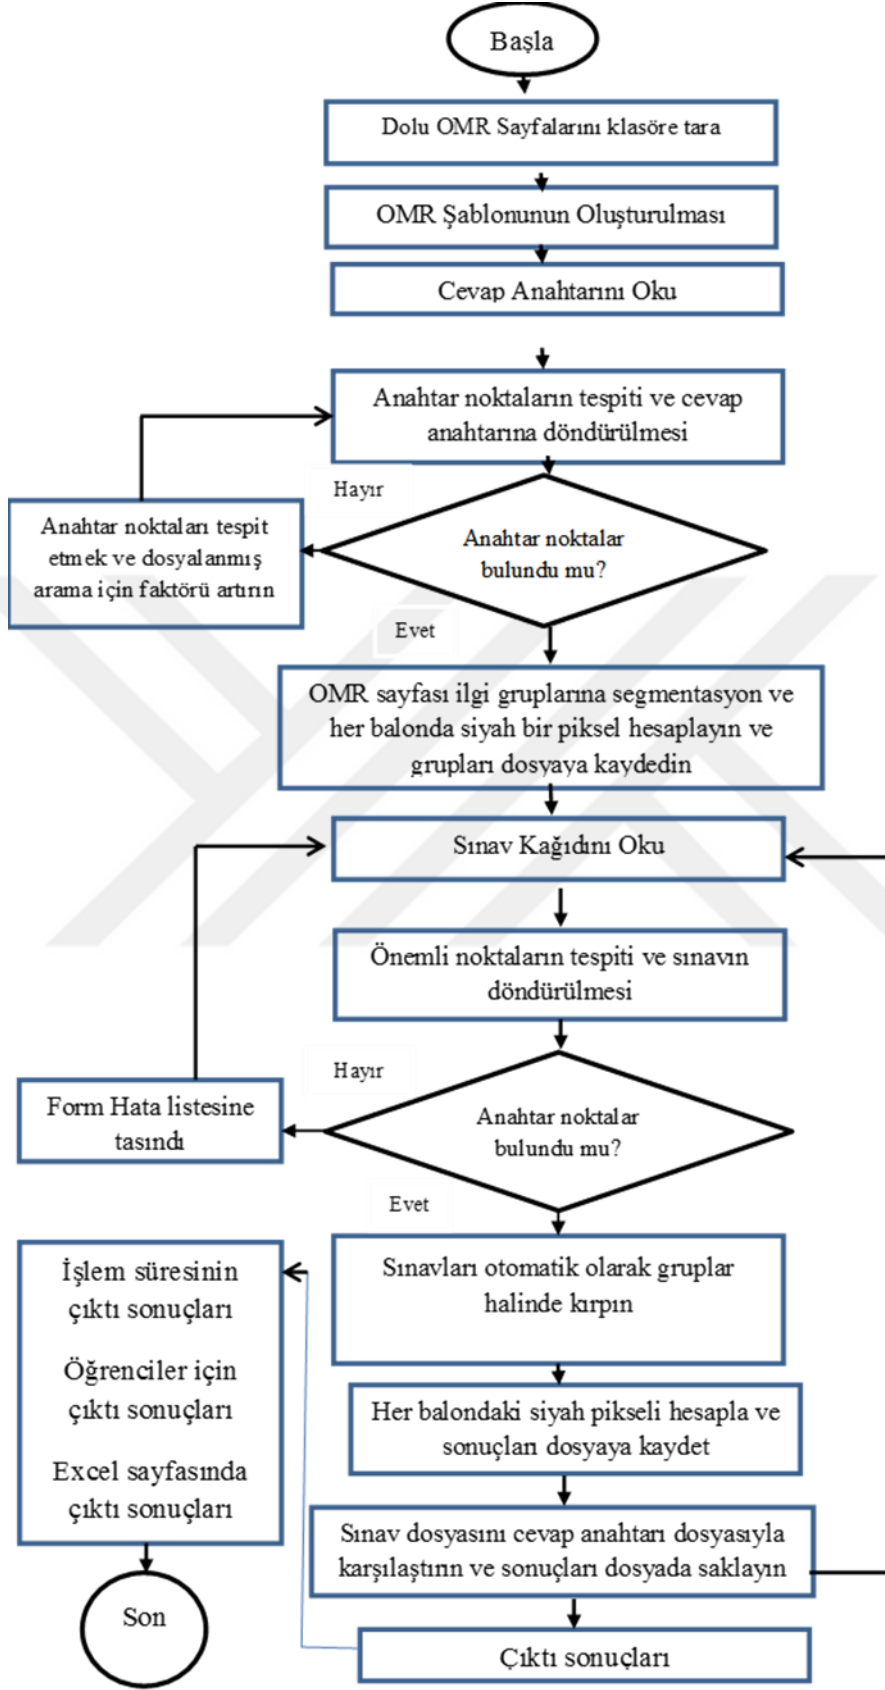 Başla
Dolu OMR Sayfalarını klasöre tara
OMR Şablonunun Oluşturulması
Cevap Anahtarını Oku
Anahtar noktaların tespiti ve cevap
anahtarına döndürülmesi
Hayır
Anahtar noktaları tespit
etmek ve dosyalanmış
arama için faktörü artırın
Anahtar noktalar
bulundu mu?
Evet
OMR sayfası ilgi gruplarına segmentasyon ve
her balonda siyah bir piksel hesaplayın ve
grupları dosyaya kaydedin
Sınav Kağıdını Oku
Önemli noktaların tespiti ve sınavın
döndürülmesi
Hayır
Form Hata listesine
tasındı
Anahtar noktalar
bulundu mu?
Evet
Sınavları otomatik olarak gruplar
halinde kırpın
Her balondaki siyah pikseli hesapla ve
sonuçları dosyaya kaydet
Sınav dosyasını cevap anahtarı dosyasıyla
karşılaştırın ve sonuçları dosyada saklayın
Çıktı sonuçları
İşlem süresinin
çıktı sonuçları
Öğrenciler için
çıktı sonuçları
Excel sayfasında
çıktı sonuçları
Son